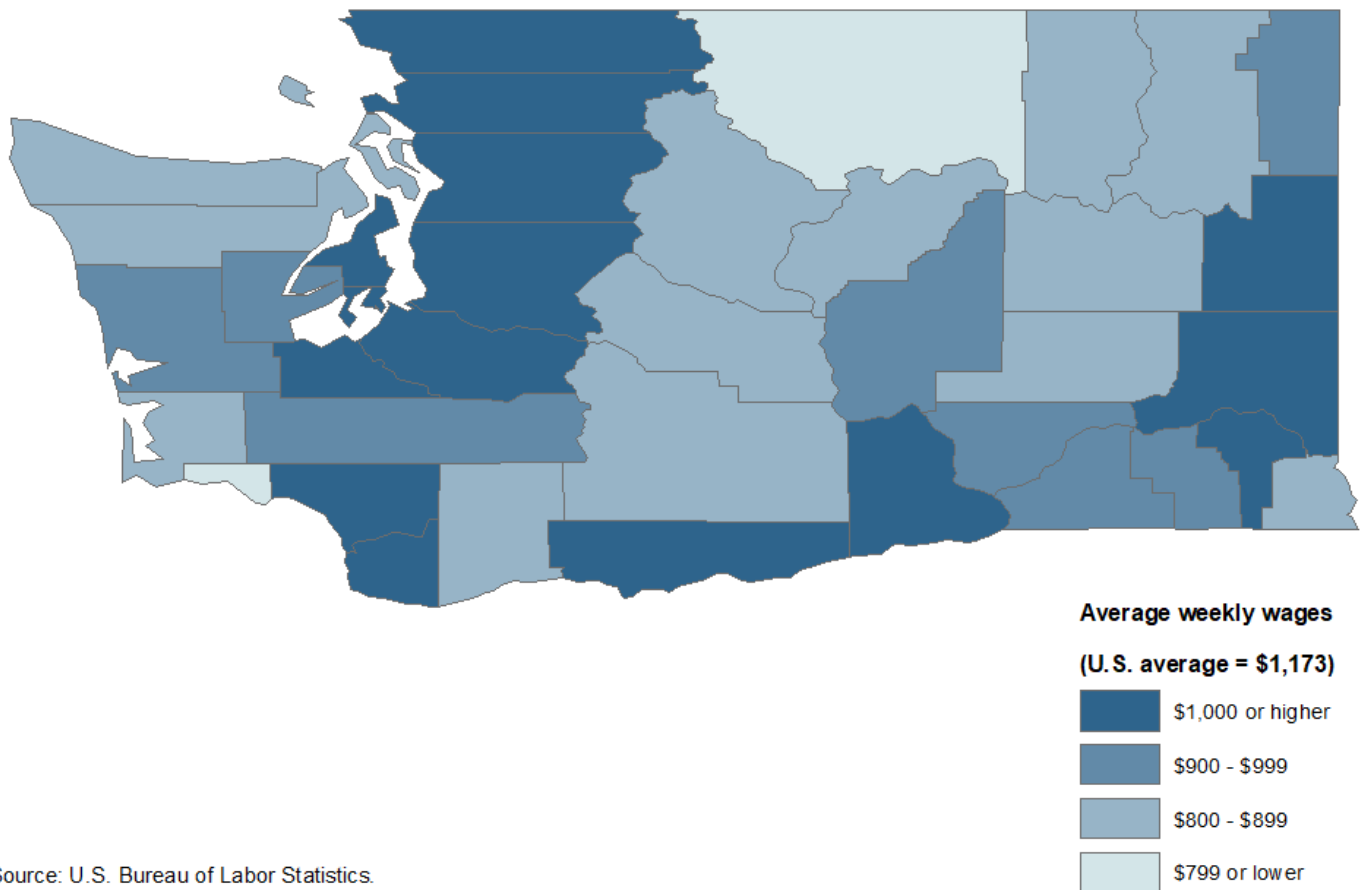 Average weekly wages
(U.S. average = $1,173)
$1,000 or higher
$900 - $999
$800 - $899
$799 or lower
ource: U.S. Bureau of Labor Statistics.